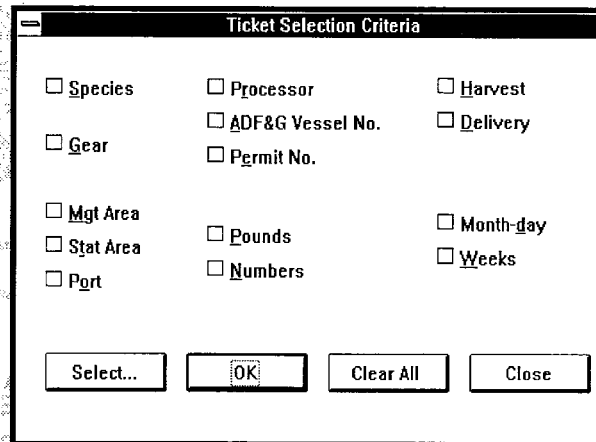 Ticket Selection Criteria
Species
Processor
Harvest
ADF&G Vessel No.
Delivery
Gear
Permit No.
Mgt Area
Stat Area
Pounds
Month-day
Port
Numbers
Weeks
Select...
OK
Clear All
Close